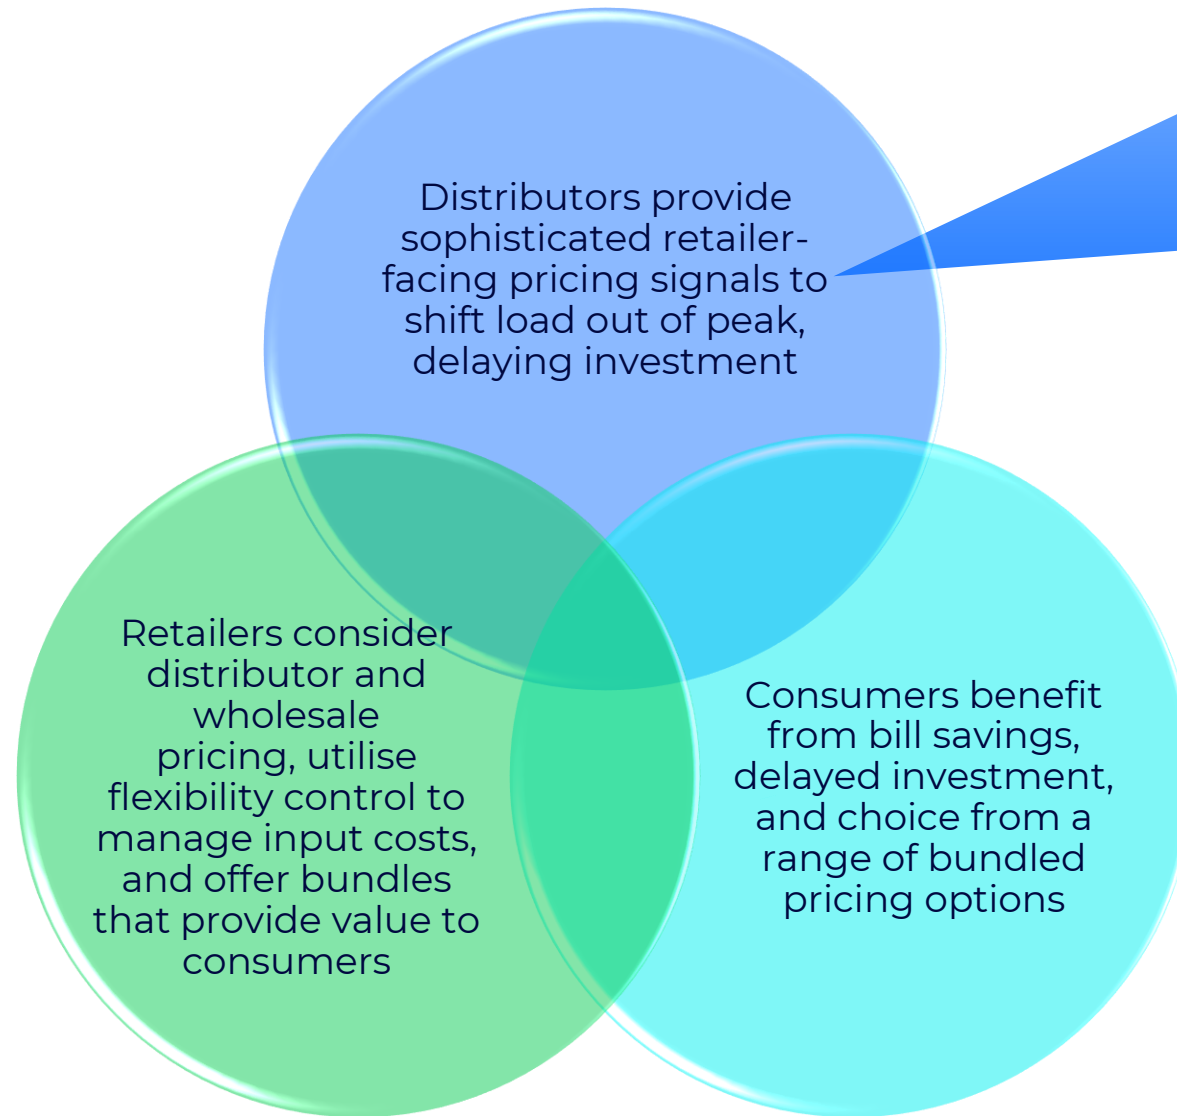 Distributors provide
sophisticated retailer-
facing pricing signals to
shift load out of peak,
delaying investment
Retailers consider
distributor and
wholesale
pricing, utilise
flexibility control to
manage input costs,
and offer bundles
that provide value to
consumers
Consumers benefit
from bill savings,
delayed investment,
and choice from a
range of bundled
pricing options